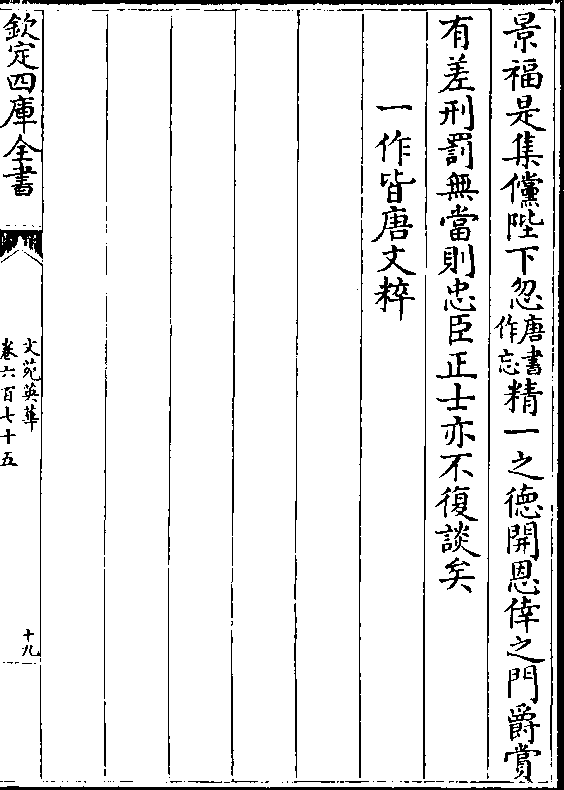 景福是集儻陛下忽唐書作忘精一之徳開恩倖之門爵賞
有差刑罰無當則忠臣正士亦不復談矣
一作皆唐文粹
欽定四庫全書
文苑英華
卷六百七十五
十九